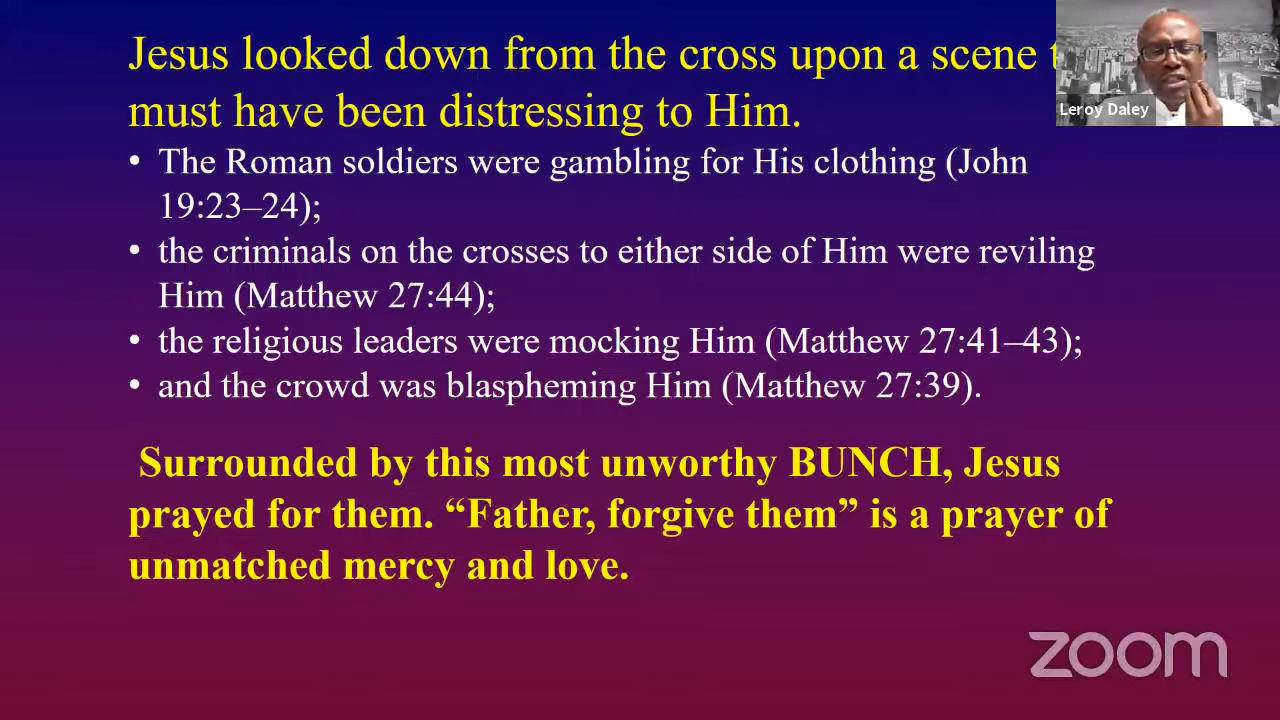 Jesus looked down from the cross upon a scene
must have been distressing to Him.
• The Roman soldiers were gambling for His clothing (John
19:23–24);
• the criminals on the crosses to either side of Him were reviling
Him (Matthew 27:44);
• the religious leaders were mocking Him (Matthew 27:41–43);
• and the crowd was blaspheming Him (Matthew 27:39).
Surrounded by this most unworthy BUNCH, Jesus
prayed for them. “Father, forgive them” is a prayer of
unmatched mercy and love.
Leroy Daley
zoom